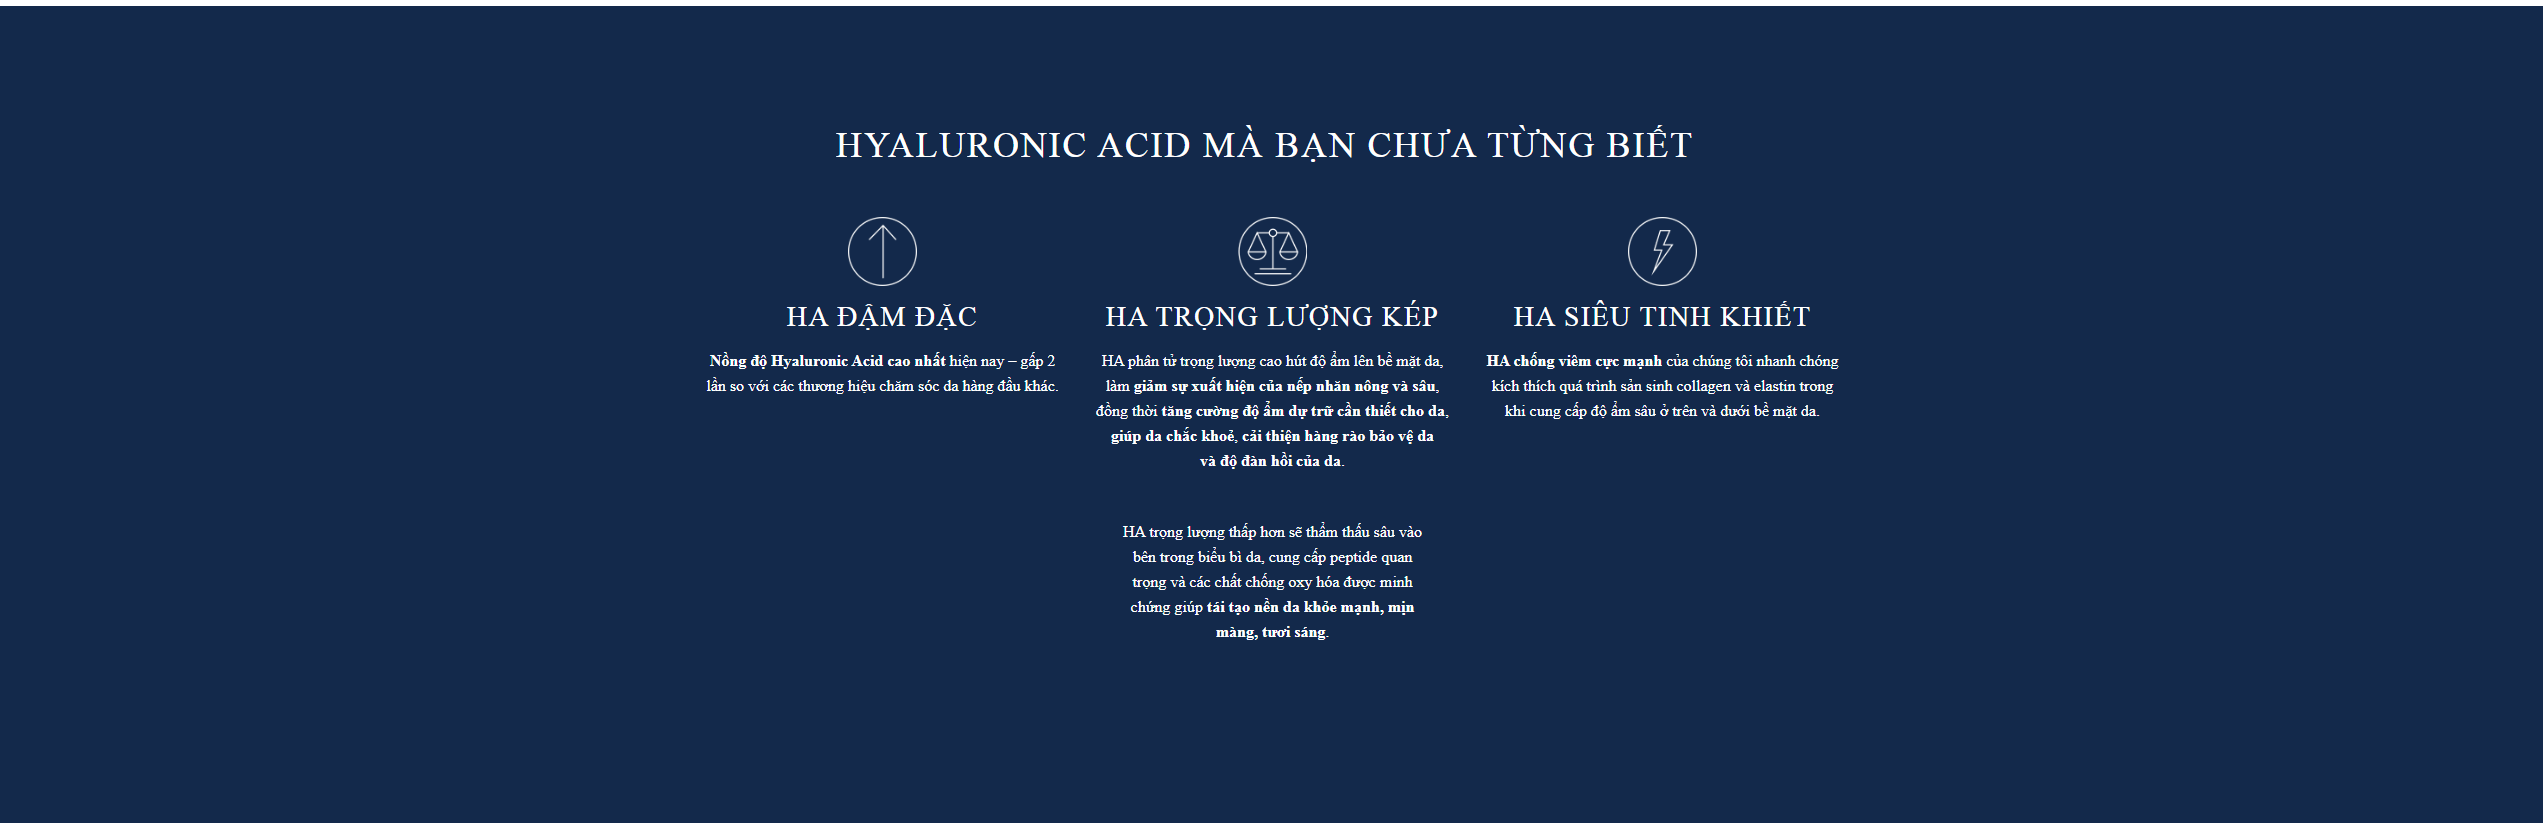 HYALURONIC ACID MÀ BẠN CHƯA TỪNG BIẾT
HA ĐẬM ĐẶC
Nồng độ Hyaluronic Acid cao nhất hiện nay – gấp 2
lần so với các thương hiệu chăm sóc da hàng đầu khác.
HA TRỌNG LƯỢNG KÉP
HA phân tử trọng lượng cao hút độ ẩm lên bề mặt da,
làm giảm sự xuất hiện của nếp nhăn nông và sâu,
đồng thời tăng cường độ ẩm dự trữ cần thiết cho da,
giúp da chắc khoẻ, cải thiện hàng rào bảo vệ da
và độ đàn hồi của da.
HA trọng lượng thấp hơn sẽ thẩm thấu sâu vào
bên trong biểu bì da, cung cấp peptide quan
trọng và các chất chống oxy hóa được minh
chứng giúp tái tạo nền da khỏe mạnh, mịn
màng, tươi sáng.
HA SIÊU TINH KHIẾT
HA chống viêm cực mạnh của chúng tôi nhanh chóng
kích thích quá trình sản sinh collagen và elastin trong
khi cung cấp độ ẩm sâu ở trên và dưới bề mặt da.